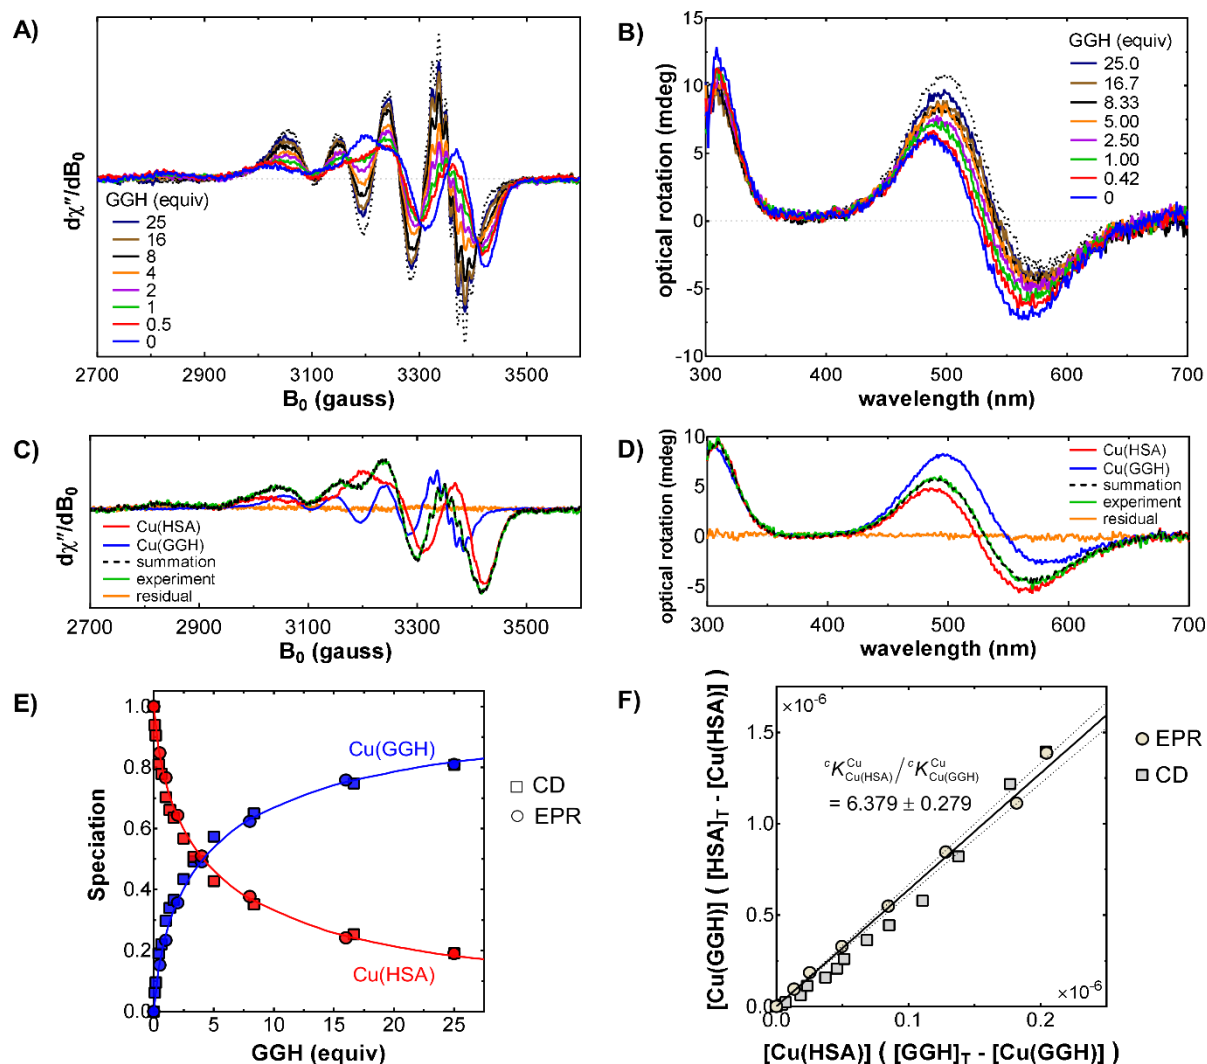 A)
dχ″/dB0
GGH (equiv)
25
16
8
4
2
1
0.5
0
2700 2900 3100 3300 3500
B0 (gauss)
B)
optical rotation (mdeg)
15
10
5
0
-5
-10
GGH (equiv)
25.0
16.7
8.33
5.00
2.50
1.00
0.42
0
300 400 500 600 700
wavelength (nm)
C)
dχ″/dB0
Cu(HSA)
Cu(GGH)
summation
experiment
residual
2700 2900 3100 3300 3500
B0 (gauss)
D)
optical rotation (mdeg)
10
5
0
-5
Cu(HSA)
Cu(GGH)
summation
experiment
residual
300 400 500 600 700
wavelength (nm)
E)
Speciation
1.0
0.8
0.6
0.4
0.2
0.0
Cu(GGH)
CD
EPR
Cu(HSA)
0 5 10 15 20 25
GGH (equiv)
F)
[Cu(GGH)] ( [HSA]T - [Cu(HSA)] )
×10-6
1.5
1.0
0.5
0.0
cKCuCu(HSA)/cKCuCu(GGH)
= 6.379 ± 0.279
EPR
CD
×10-6
0.0 0.1 0.2
[Cu(HSA)] ( [GGH]T - [Cu(GGH)] )